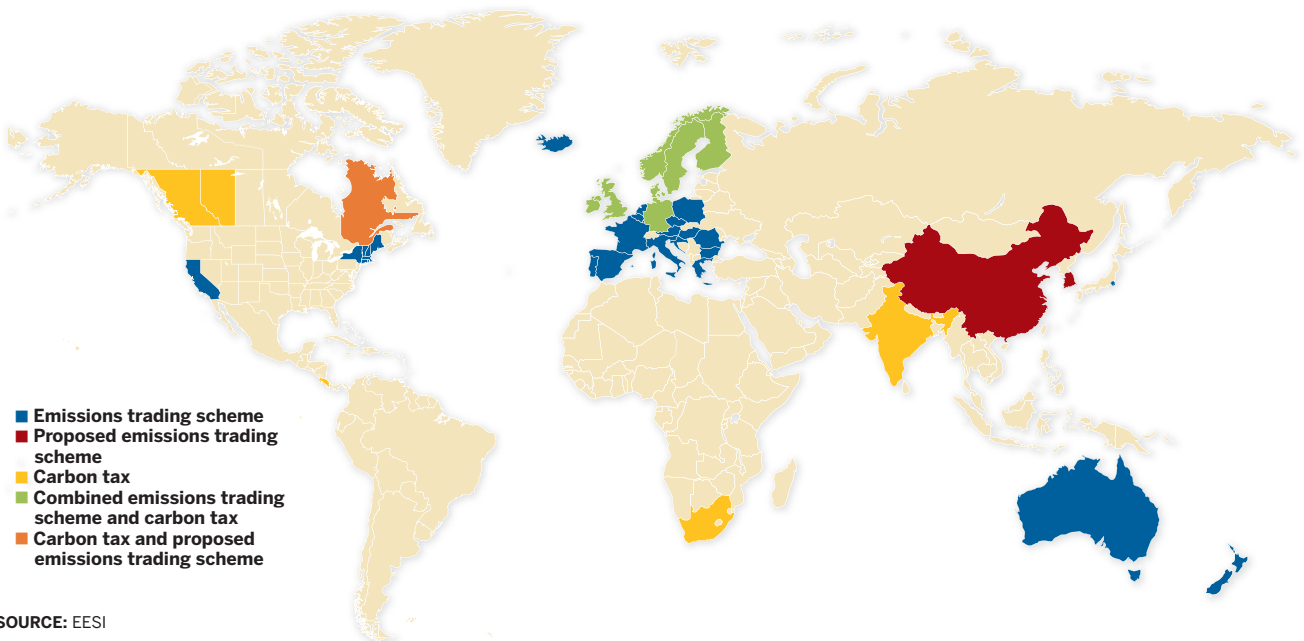 Emissions trading scheme
Proposed emissions trading
scheme
Carbon tax
Combined emissions trading
scheme and carbon tax
Carbon tax and proposed
emissions trading scheme
SOURCE: EESI